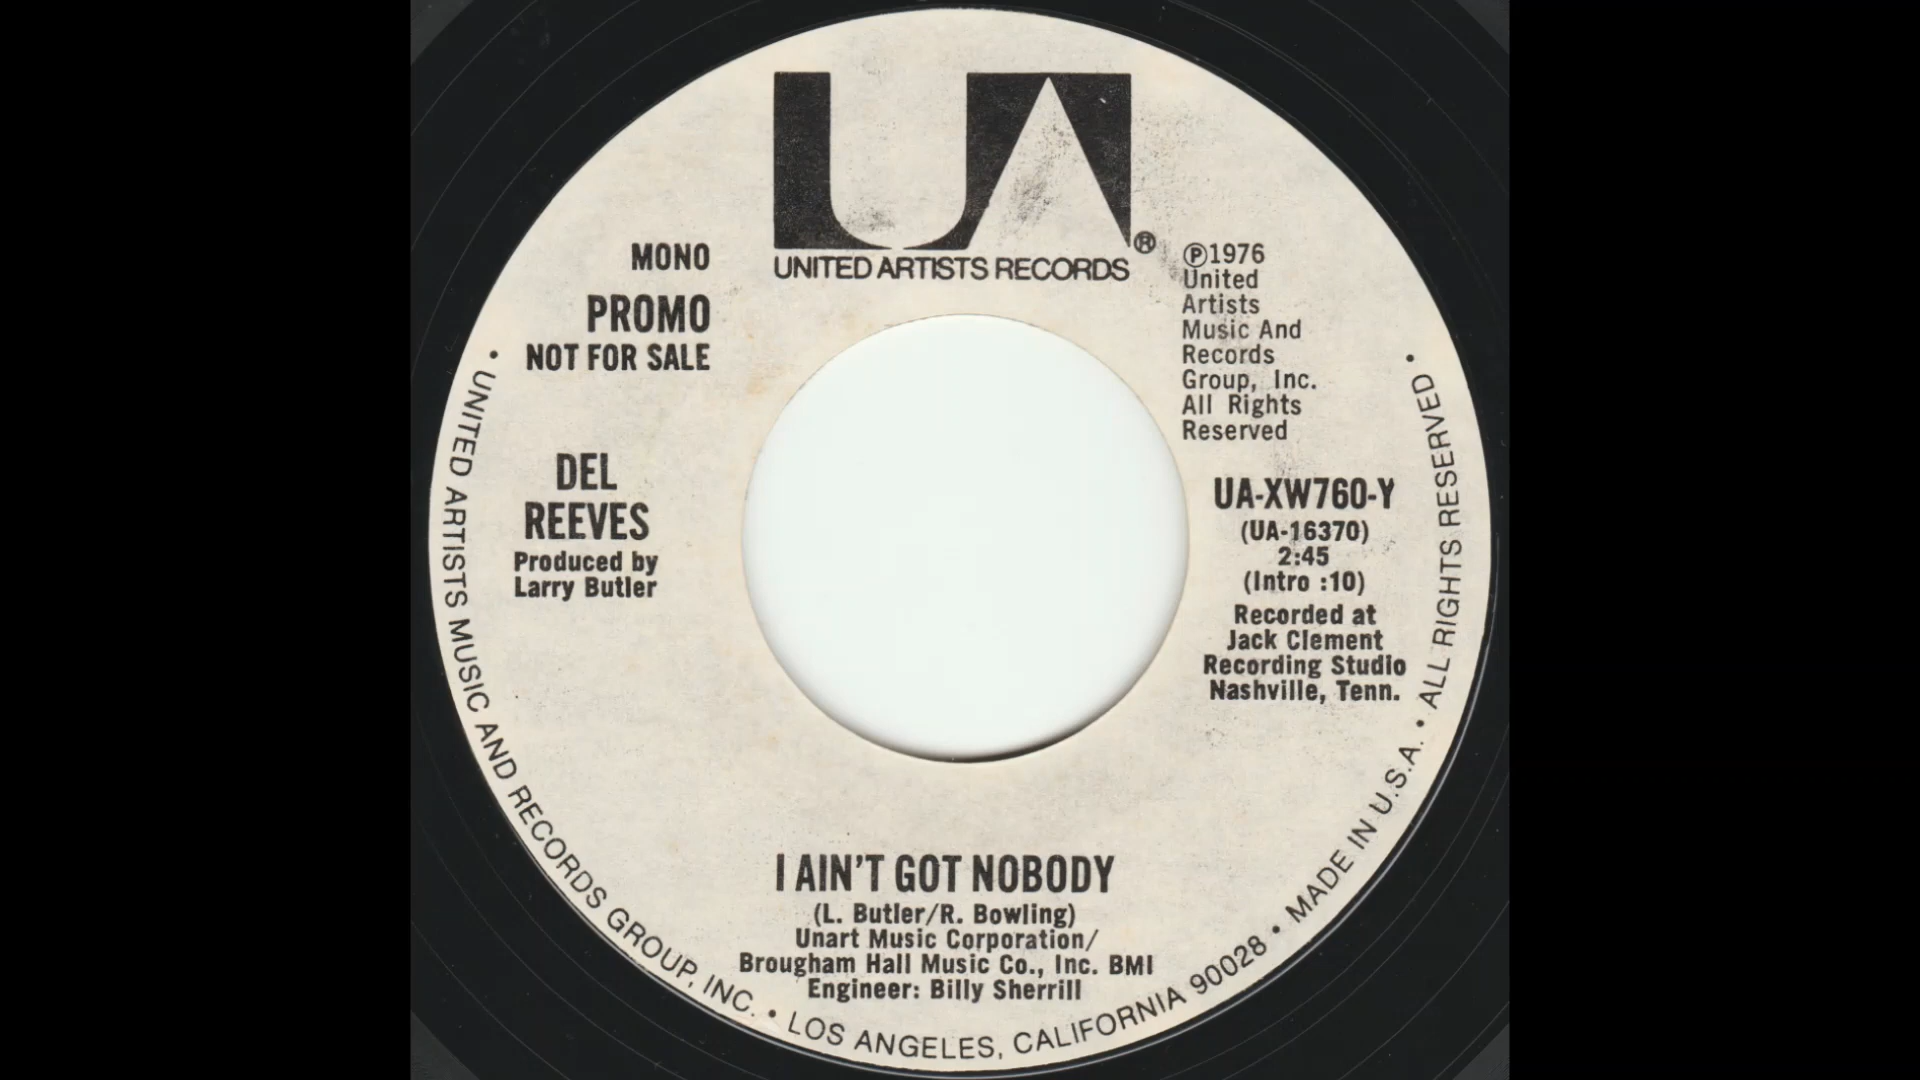 UA®
UNITED ARTISTS RECORDS
MONO
PROMO
NOT FOR SALE
℗1976
United
Artists
Music And
Records
Group, Inc.
All Rights
Reserved
DEL
REEVES
Produced by
Larry Butler
UA-XW760-Y
(UA-16370)
2:45
(Intro :10)
Recorded at
Jack Clement
Recording Studio
Nashville, Tenn.
I AIN'T GOT NOBODY
(L. Butler/R. Bowling)
Unart Music Corporation/
Brougham Hall Music Co., Inc. BMI
Engineer: Billy Sherrill
• UNITED ARTISTS MUSIC AND RECORDS GROUP, INC. • LOS ANGELES, CALIFORNIA 90028 • MADE IN U.S.A. • ALL RIGHTS RESERVED •